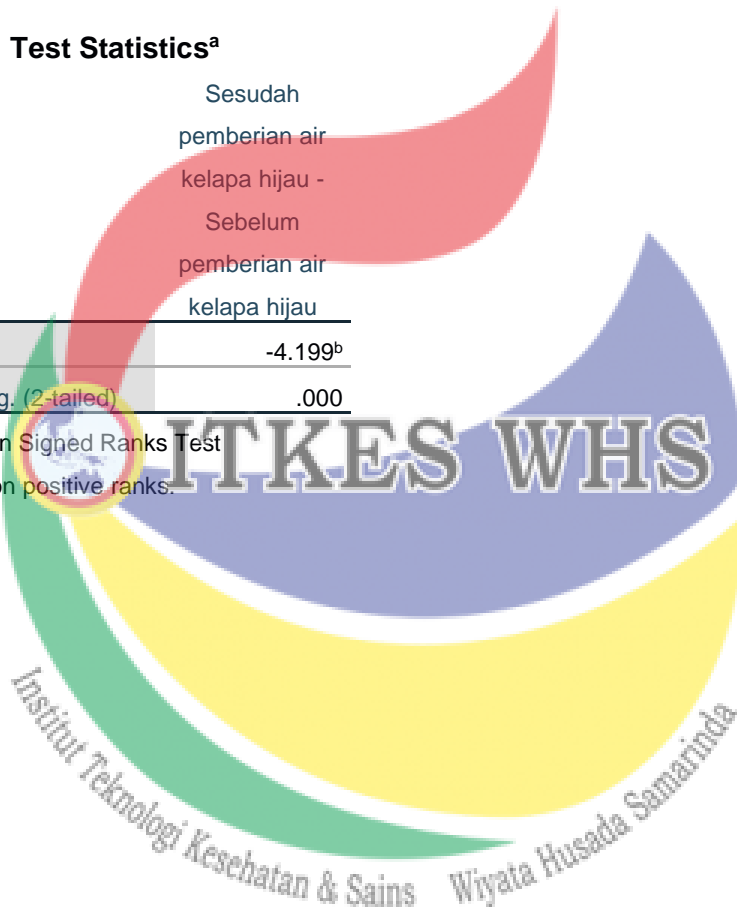 Test Statisticsᵃ
Sesudah
pemberian air
kelapa hijau -
Sebelum
pemberian air
kelapa hijau
-4.199ᵇ
g. (2-tailed) .000
n Signed Ranks Test
on positive ranks.
ITKES WHS
Institut Teknologi Kesehatan & Sains Wiyata Husada Samarinda